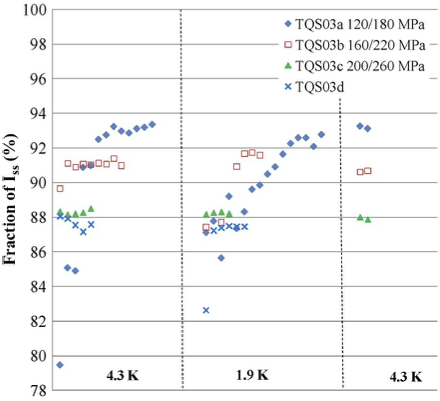 100
98
96
94
92
90
88
86
84
82
80
78
Fraction of Iss (%)
TQS03a 120/180 MPa
TQS03b 160/220 MPa
TQS03c 200/260 MPa
TQS03d
4.3 K
1.9 K
4.3 K